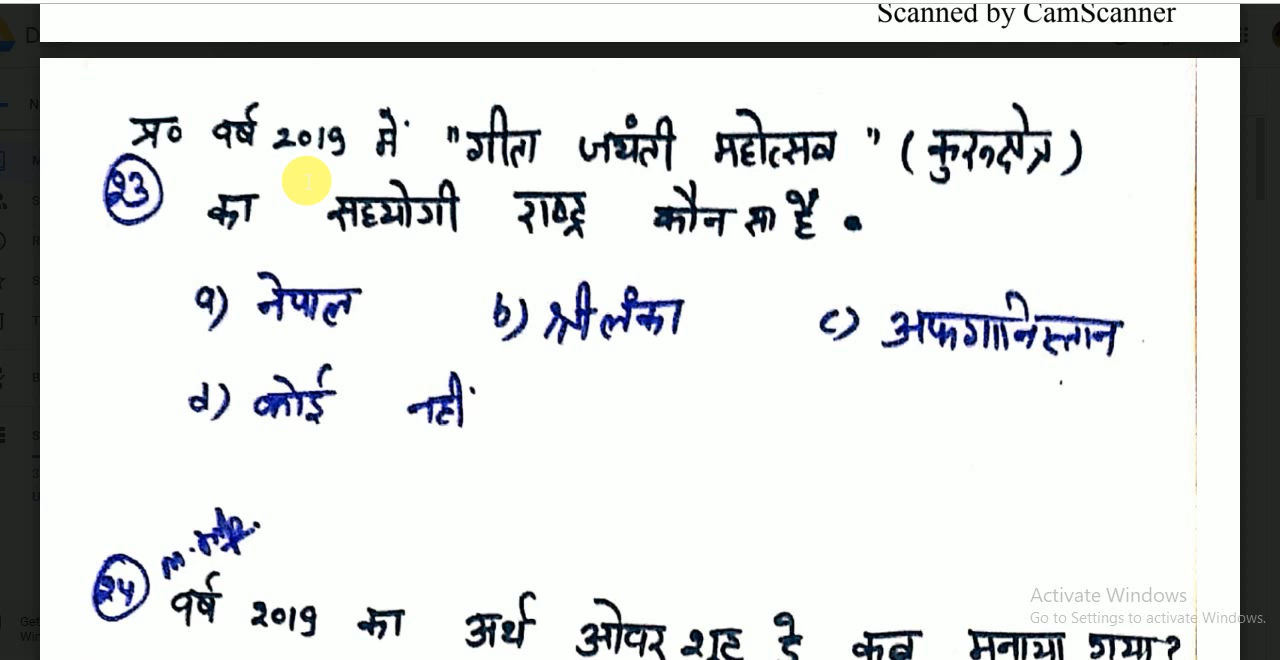 Scanned by CamScanner
प्र० वर्ष 2019 में "गीता जयंती महोत्सव" (कुरुक्षेत्र)
23 का सहयोगी राष्ट्र कौन सा है.
a) नेपाल b) श्रीलंका c) अफगानिस्तान
d) कोई नहीं
24 वर्ष 2019 का अर्थ ओवर शूट डे कब मनाया गया?
Activate Windows
Go to Settings to activate Windows.